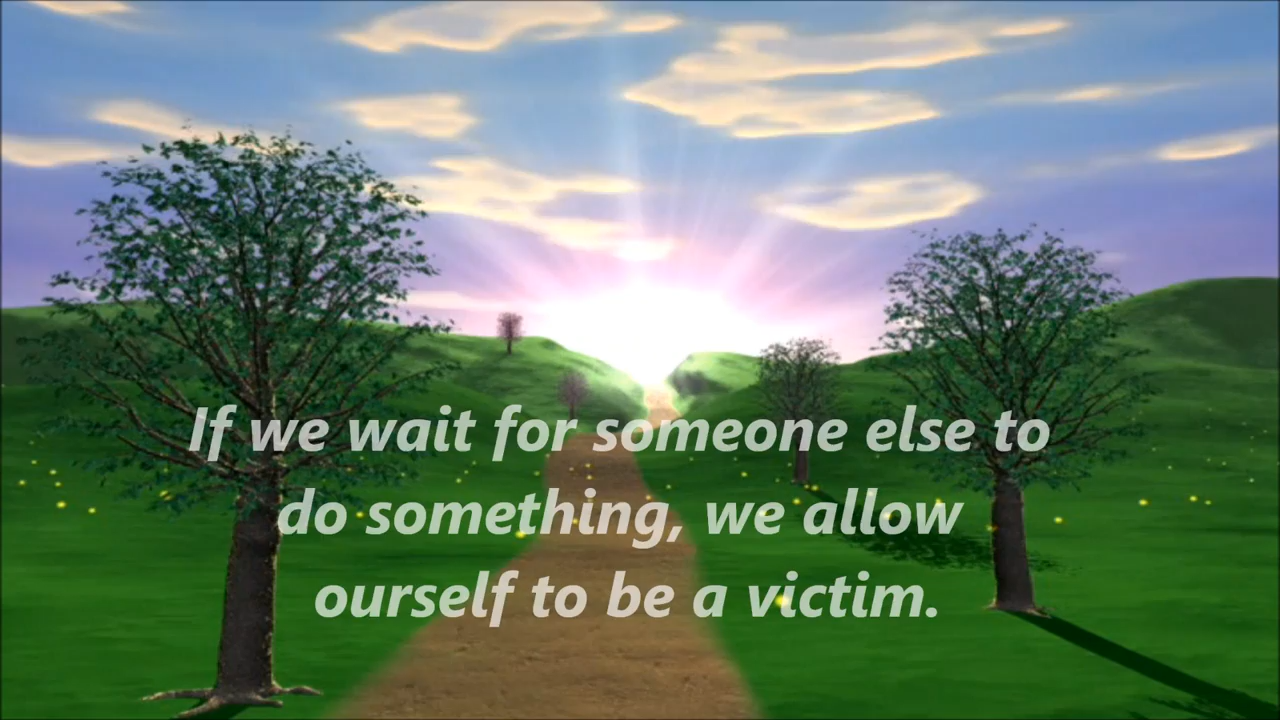 If we wait for someone else to
do something, we allow
ourself to be a victim.